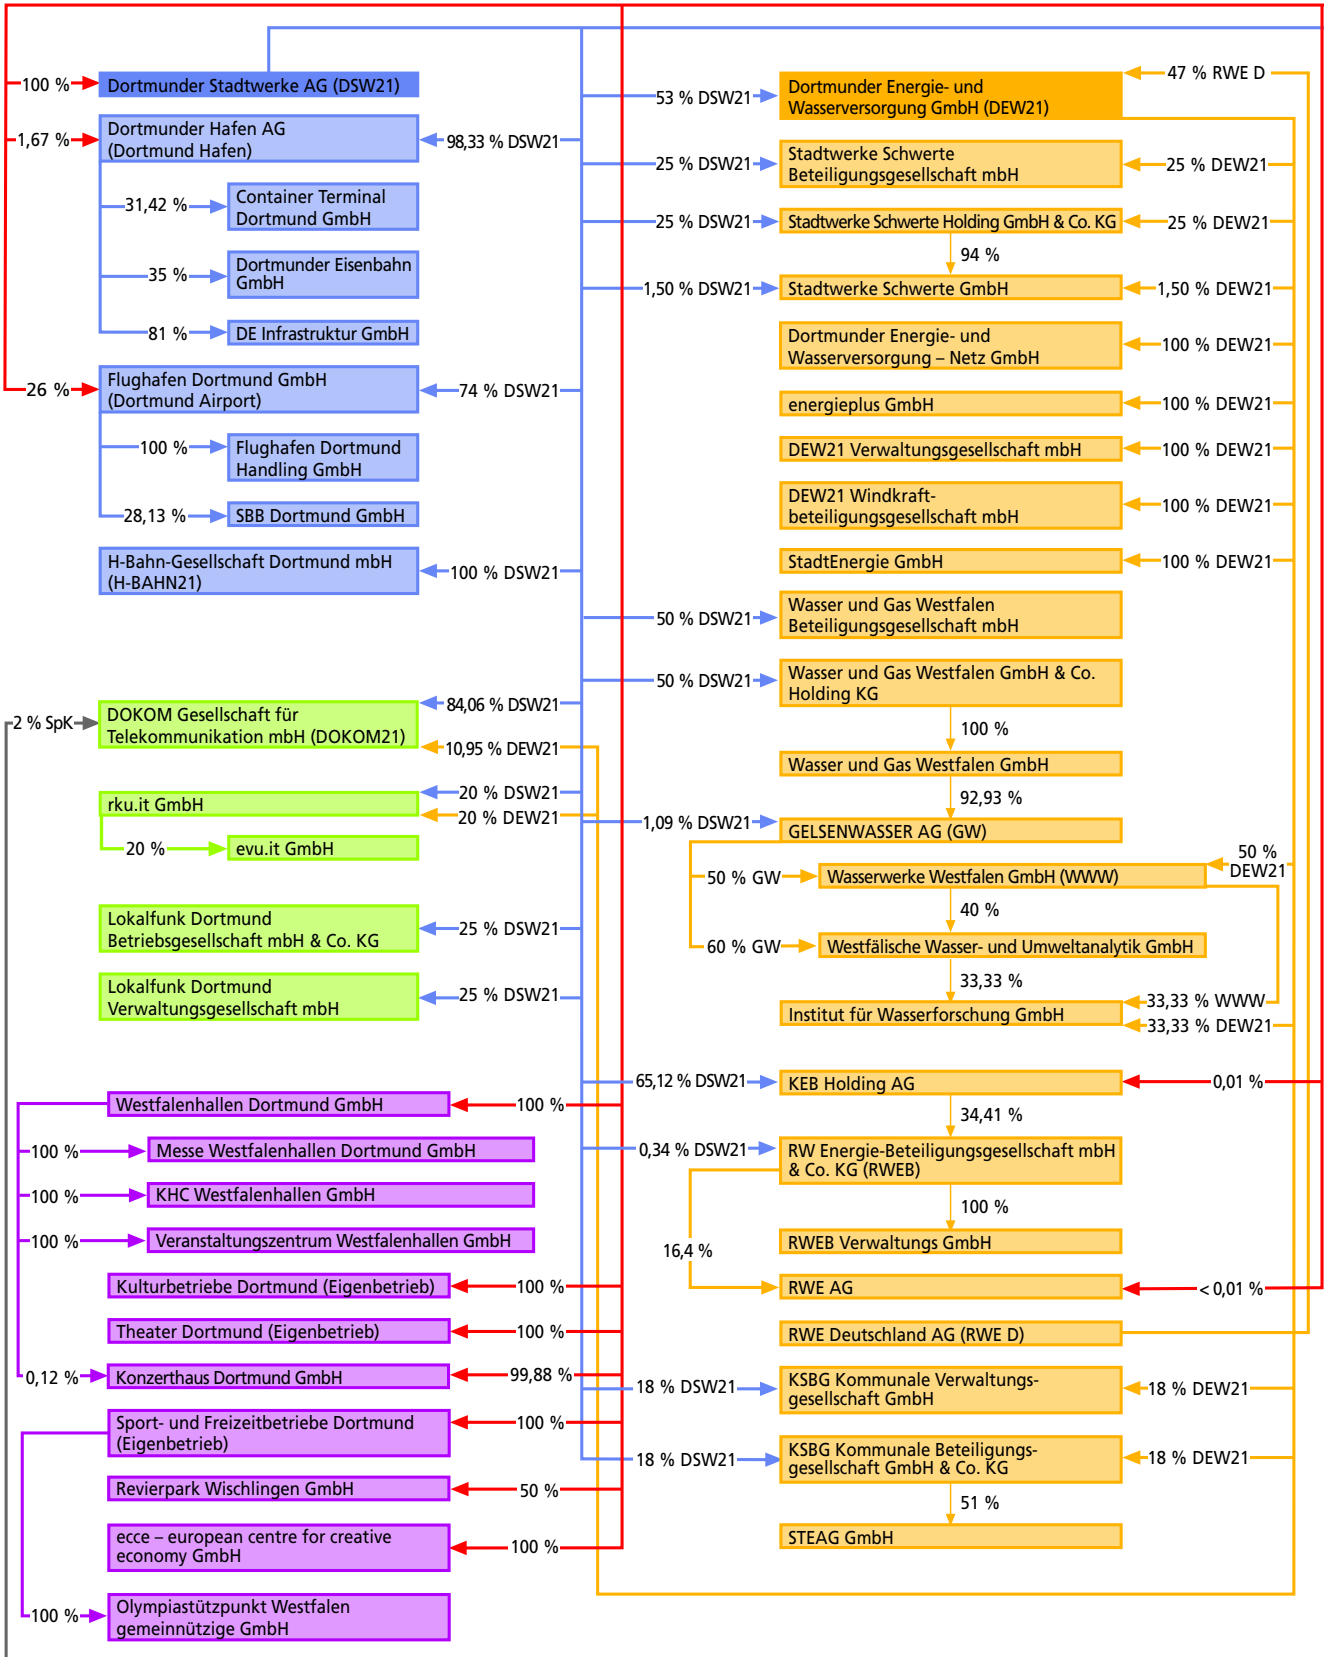 100 %
Dortmunder Stadtwerke AG (DSW21)
1,67 %
Dortmunder Hafen AG
(Dortmund Hafen)
98,33 % DSW21
31,42 %
Container Terminal
Dortmund GmbH
35 %
Dortmunder Eisenbahn
GmbH
81 %
DE Infrastruktur GmbH
26 %
Flughafen Dortmund GmbH
(Dortmund Airport)
74 % DSW21
100 %
Flughafen Dortmund
Handling GmbH
28,13 %
SBB Dortmund GmbH
H-Bahn-Gesellschaft Dortmund mbH
(H-BAHN21)
100 % DSW21
2 % SpK
DOKOM Gesellschaft für
Telekommunikation mbH (DOKOM21)
84,06 % DSW21
10,95 % DEW21
rku.it GmbH
20 % DSW21
20 % DEW21
20 %
evu.it GmbH
Lokalfunk Dortmund
Betriebsgesellschaft mbH & Co. KG
25 % DSW21
Lokalfunk Dortmund
Verwaltungsgesellschaft mbH
25 % DSW21
Westfalenhallen Dortmund GmbH
100 %
100 %
Messe Westfalenhallen Dortmund GmbH
100 %
KHC Westfalenhallen GmbH
100 %
Veranstaltungszentrum Westfalenhallen GmbH
Kulturbetriebe Dortmund (Eigenbetrieb)
100 %
Theater Dortmund (Eigenbetrieb)
100 %
0,12 %
Konzerthaus Dortmund GmbH
99,88 %
Sport- und Freizeitbetriebe Dortmund
(Eigenbetrieb)
100 %
Revierpark Wischlingen GmbH
50 %
ecce – european centre for creative
economy GmbH
100 %
100 %
Olympiastützpunkt Westfalen
gemeinnützige GmbH
53 % DSW21
Dortmunder Energie- und
Wasserversorgung GmbH (DEW21)
47 % RWE D
25 % DSW21
Stadtwerke Schwerte
Beteiligungsgesellschaft mbH
25 % DEW21
25 % DSW21
Stadtwerke Schwerte Holding GmbH & Co. KG
25 % DEW21
94 %
1,50 % DSW21
Stadtwerke Schwerte GmbH
1,50 % DEW21
Dortmunder Energie- und
Wasserversorgung – Netz GmbH
100 % DEW21
energieplus GmbH
100 % DEW21
DEW21 Verwaltungsgesellschaft mbH
100 % DEW21
DEW21 Windkraft-
beteiligungsgesellschaft mbH
100 % DEW21
StadtEnergie GmbH
100 % DEW21
50 % DSW21
Wasser und Gas Westfalen
Beteiligungsgesellschaft mbH
50 % DSW21
Wasser und Gas Westfalen GmbH & Co.
Holding KG
100 %
Wasser und Gas Westfalen GmbH
92,93 %
1,09 % DSW21
GELSENWASSER AG (GW)
50 % GW
Wasserwerke Westfalen GmbH (WWW)
50 %
DEW21
40 %
60 % GW
Westfälische Wasser- und Umweltanalytik GmbH
33,33 %
Institut für Wasserforschung GmbH
33,33 % WWW
33,33 % DEW21
65,12 % DSW21
KEB Holding AG
0,01 %
34,41 %
0,34 % DSW21
RW Energie-Beteiligungsgesellschaft mbH
& Co. KG (RWEB)
100 %
RWEB Verwaltungs GmbH
16,4 %
RWE AG
< 0,01 %
RWE Deutschland AG (RWE D)
18 % DSW21
KSBG Kommunale Verwaltungs-
gesellschaft GmbH
18 % DEW21
18 % DSW21
KSBG Kommunale Beteiligungs-
gesellschaft GmbH & Co. KG
18 % DEW21
51 %
STEAG GmbH